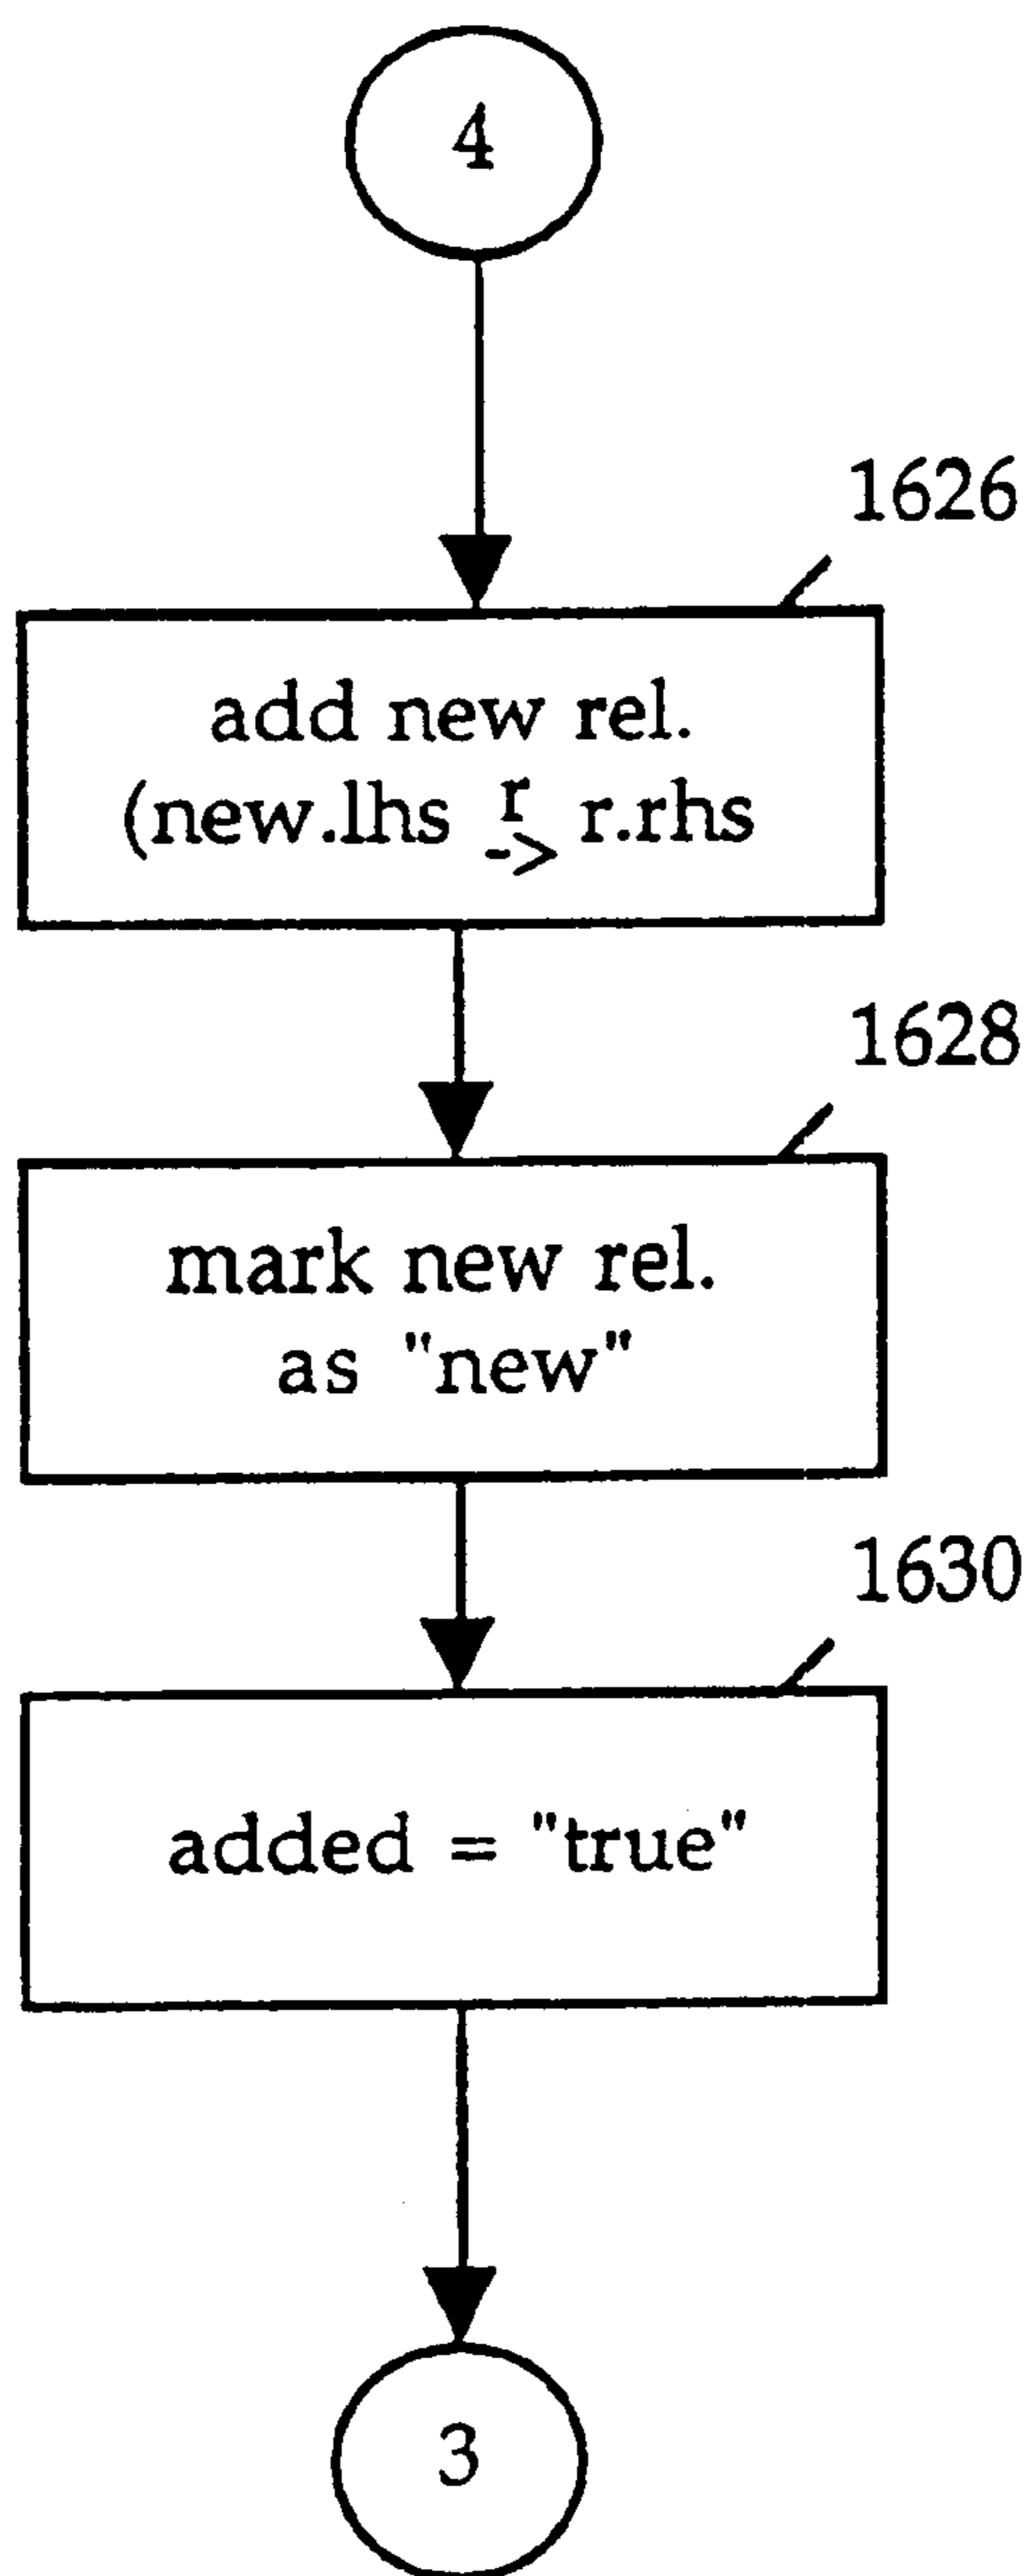 4
1626
add new rel.
(new.lhs r -> r.rhs
1628
mark new rel.
as "new"
1630
added = "true"
3